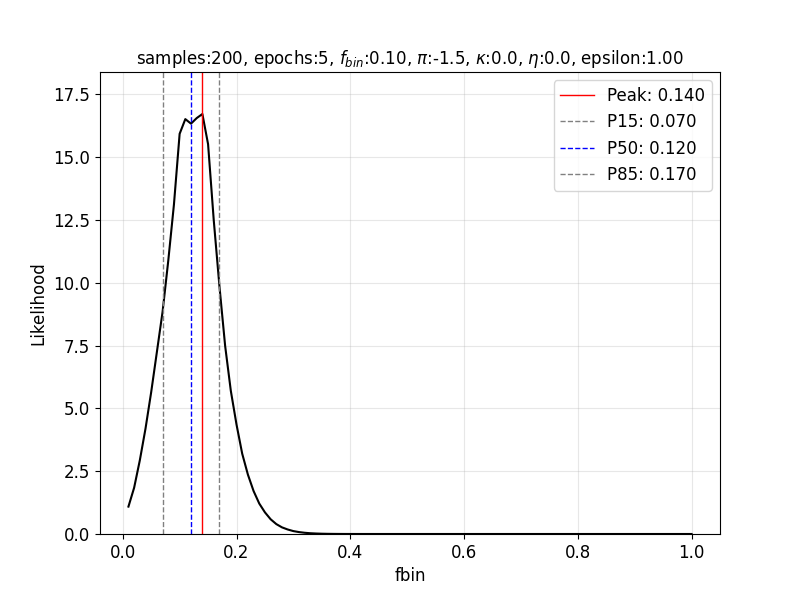 samples:200, epochs:5, f_bin:0.10, π:-1.5, κ:0.0, η:0.0, epsilon:1.00
17.5
15.0
12.5
10.0
7.5
5.0
2.5
0.0
Likelihood
Peak: 0.140
P15: 0.070
P50: 0.120
P85: 0.170
0.0 0.2 0.4 0.6 0.8 1.0
fbin